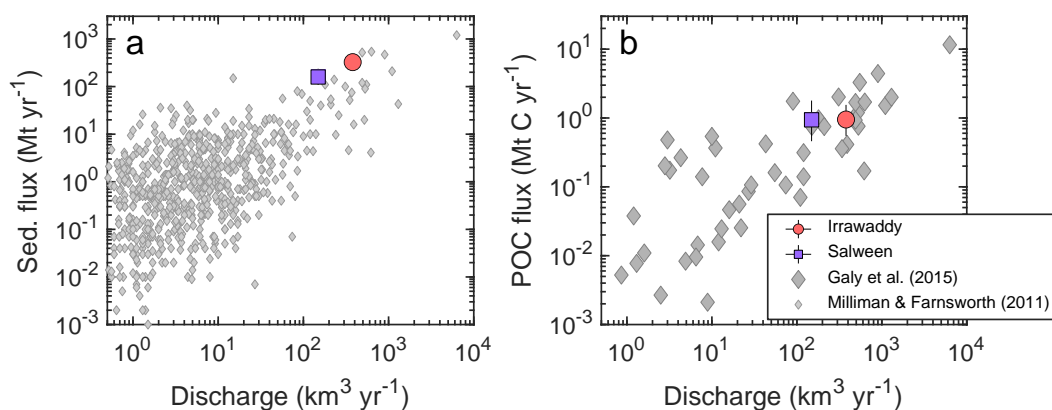 a
Sed. flux (Mt yr-1)
10^3
10^2
10^1
10^0
10^-1
10^-2
10^-3
10^0
10^1
10^2
10^3
10^4
Discharge (km^3 yr^-1)
b
POC flux (Mt C yr^-1)
10^1
10^0
10^-1
10^-2
10^-3
10^0
10^1
10^2
10^3
10^4
Discharge (km^3 yr^-1)
Irrawaddy
Salween
Galy et al. (2015)
Milliman & Farnsworth (2011)